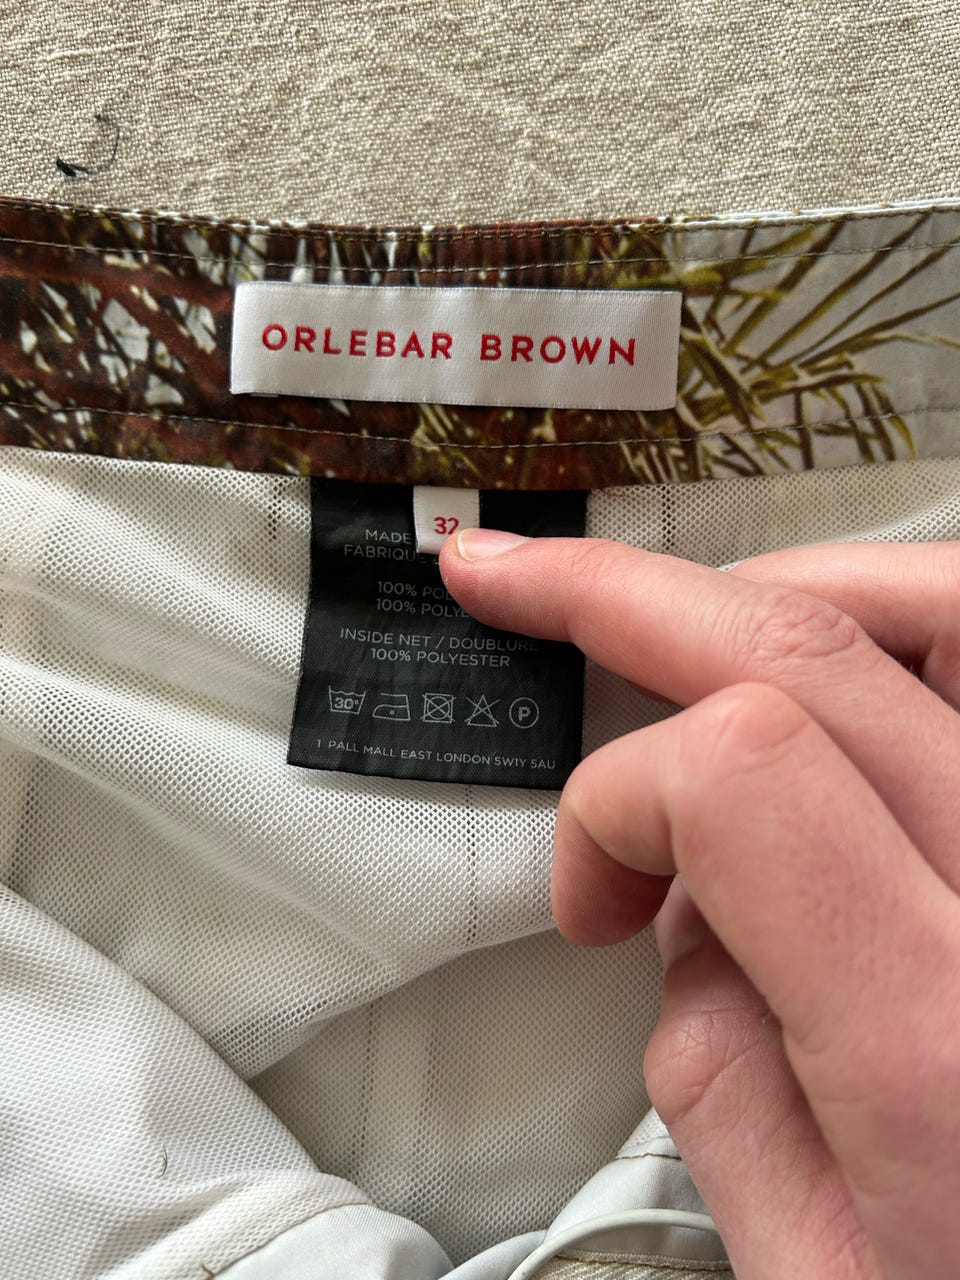 ORLEBAR BROWN
32
MADE
FABRIQU
100% PO
100% POLYE
INSIDE NET / DOUBLURE
100% POLYESTER
30°
P
1 PALL MALL EAST LONDON SW1Y 5AU